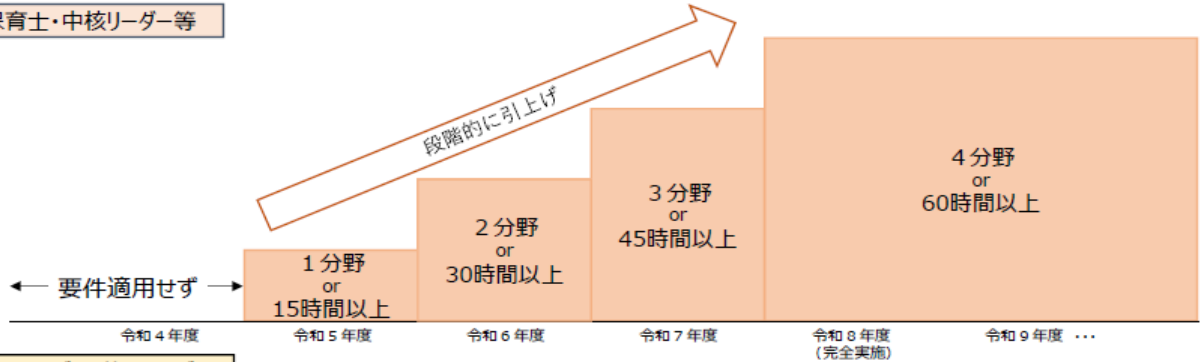 保育士・中核リーダー等
段階的に引上げ
4分野
or
60時間以上
3分野
or
45時間以上
2分野
or
30時間以上
1分野
or
15時間以上
要件適用せず
令和4年度
令和5年度
令和6年度
令和7年度
令和8年度
(完全実施)
令和9年度 …